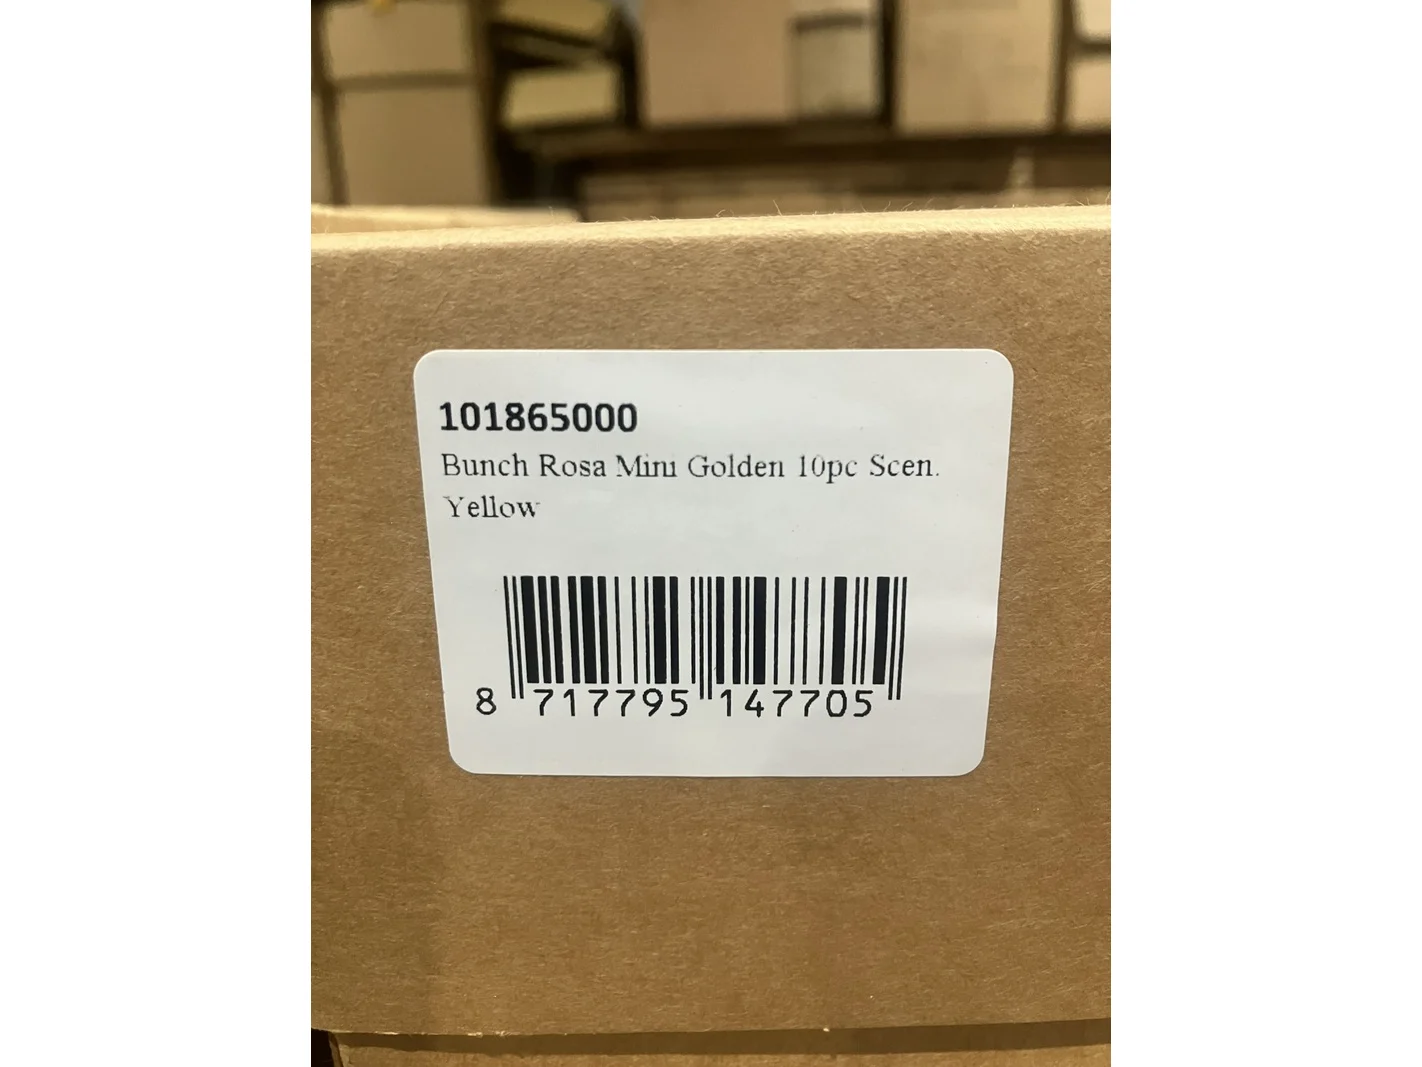 101865000
Bunch Rosa Mini Golden 10pc Scen.
Yellow
8 717795 147705